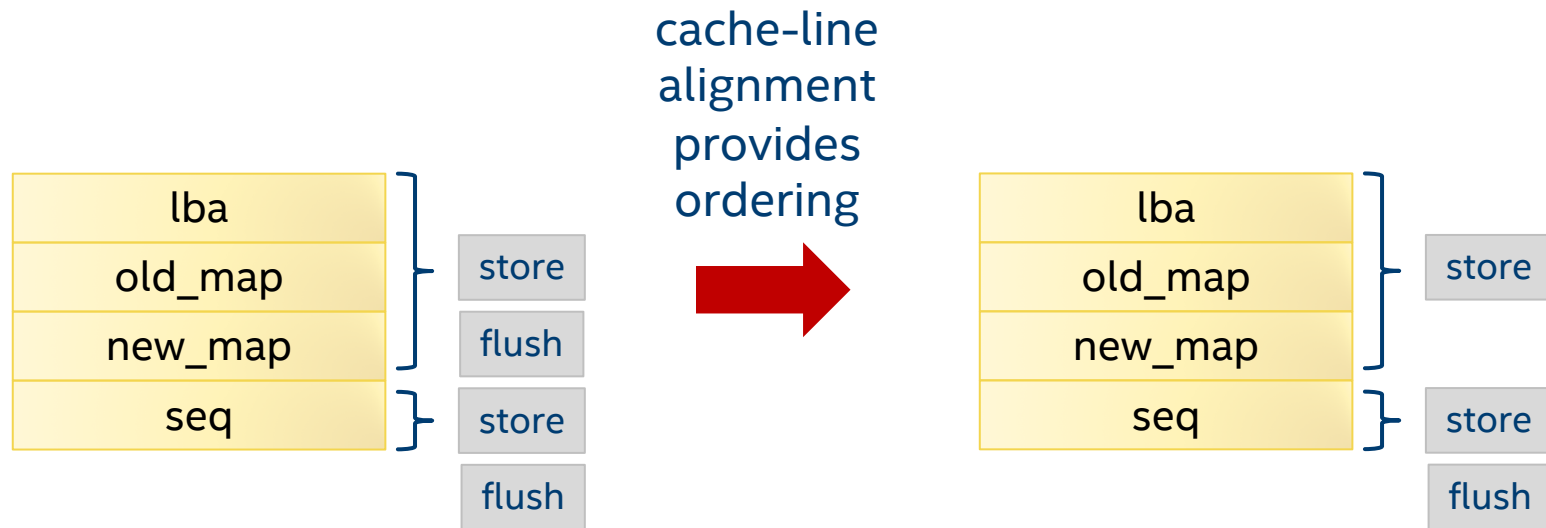 cache-line
alignment
provides
ordering
lba
old_map
new_map
seq
store
flush
store
flush
lba
old_map
new_map
seq
store
store
flush